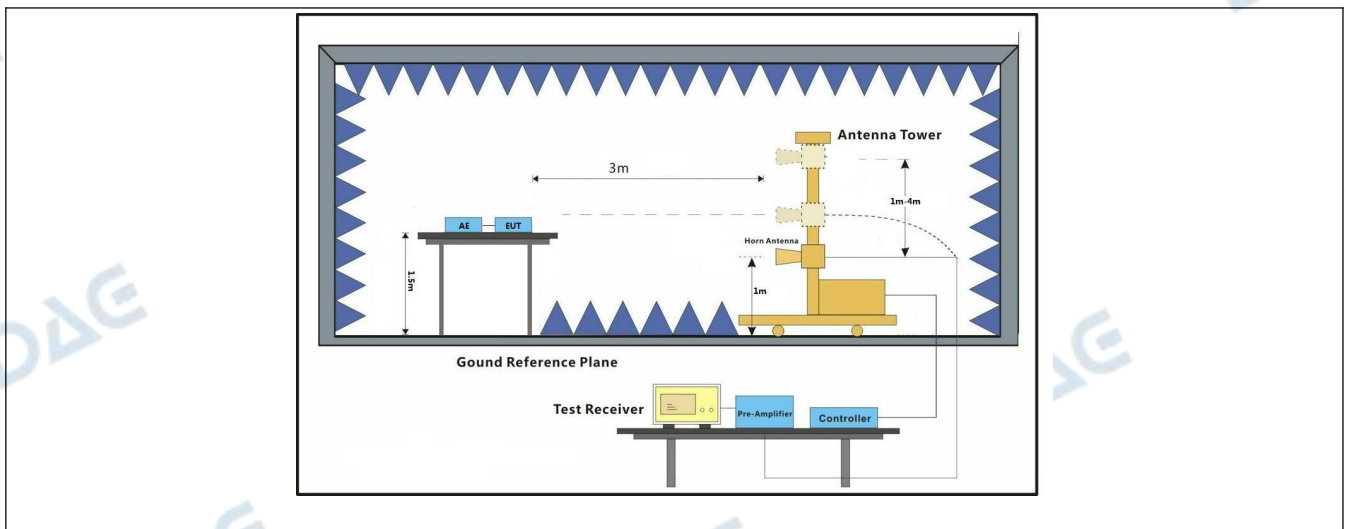 Antenna Tower
3m
1m-4m
AE
EUT
Horn Antenna
1.5m
1m
Gound Reference Plane
Test Receiver
Pre-Amplifier
Controller